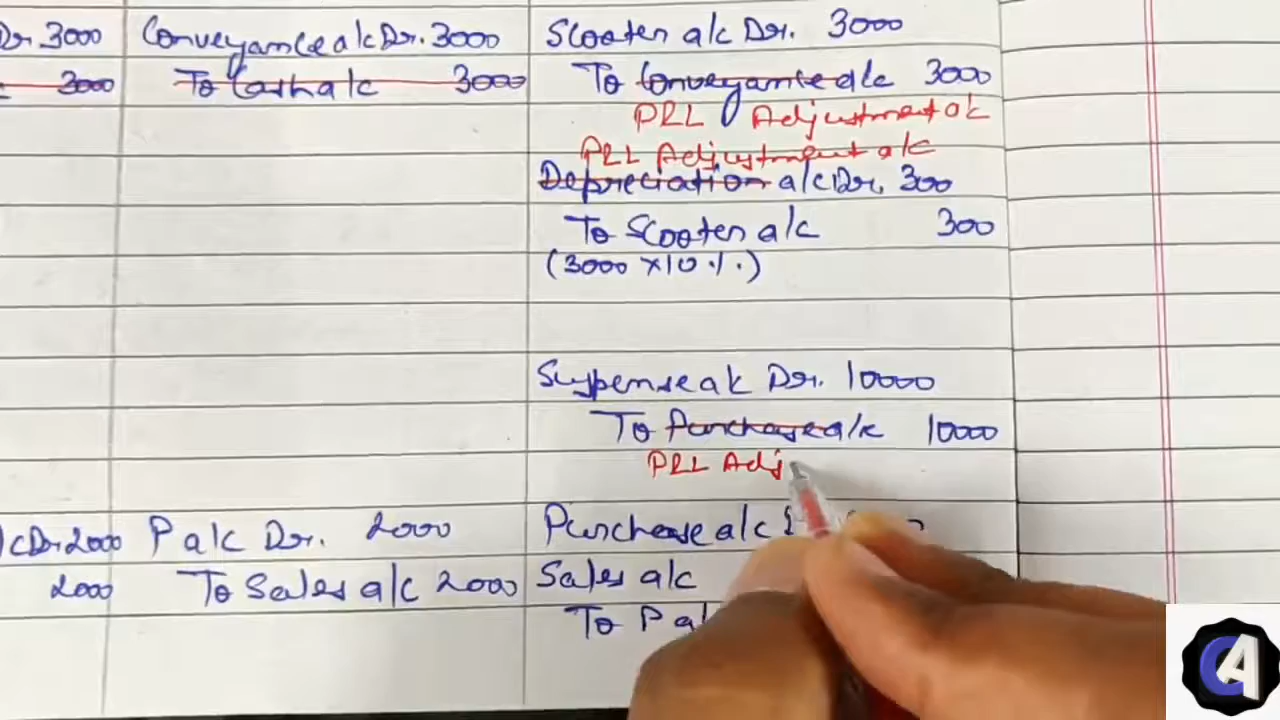 Dr. 3000 Conveyance a/c Dr. 3000 Scooter a/c Dr. 3000
3000 To Cash a/c 3000 To Conveyance a/c 3000
P&L Adjustment a/c
P&L Adjustment a/c
Depreciation a/c Dr. 300
To Scooter a/c 300
(3000 × 10 %.)
Suspense a/c Dr. 10000
To Purchase a/c 10000
P&L Adj
/c Dr. 2000 P a/c Dr. 2000 Purchase a/c
2000 To Sales a/c 2000 Sales a/c
To P a/
CA